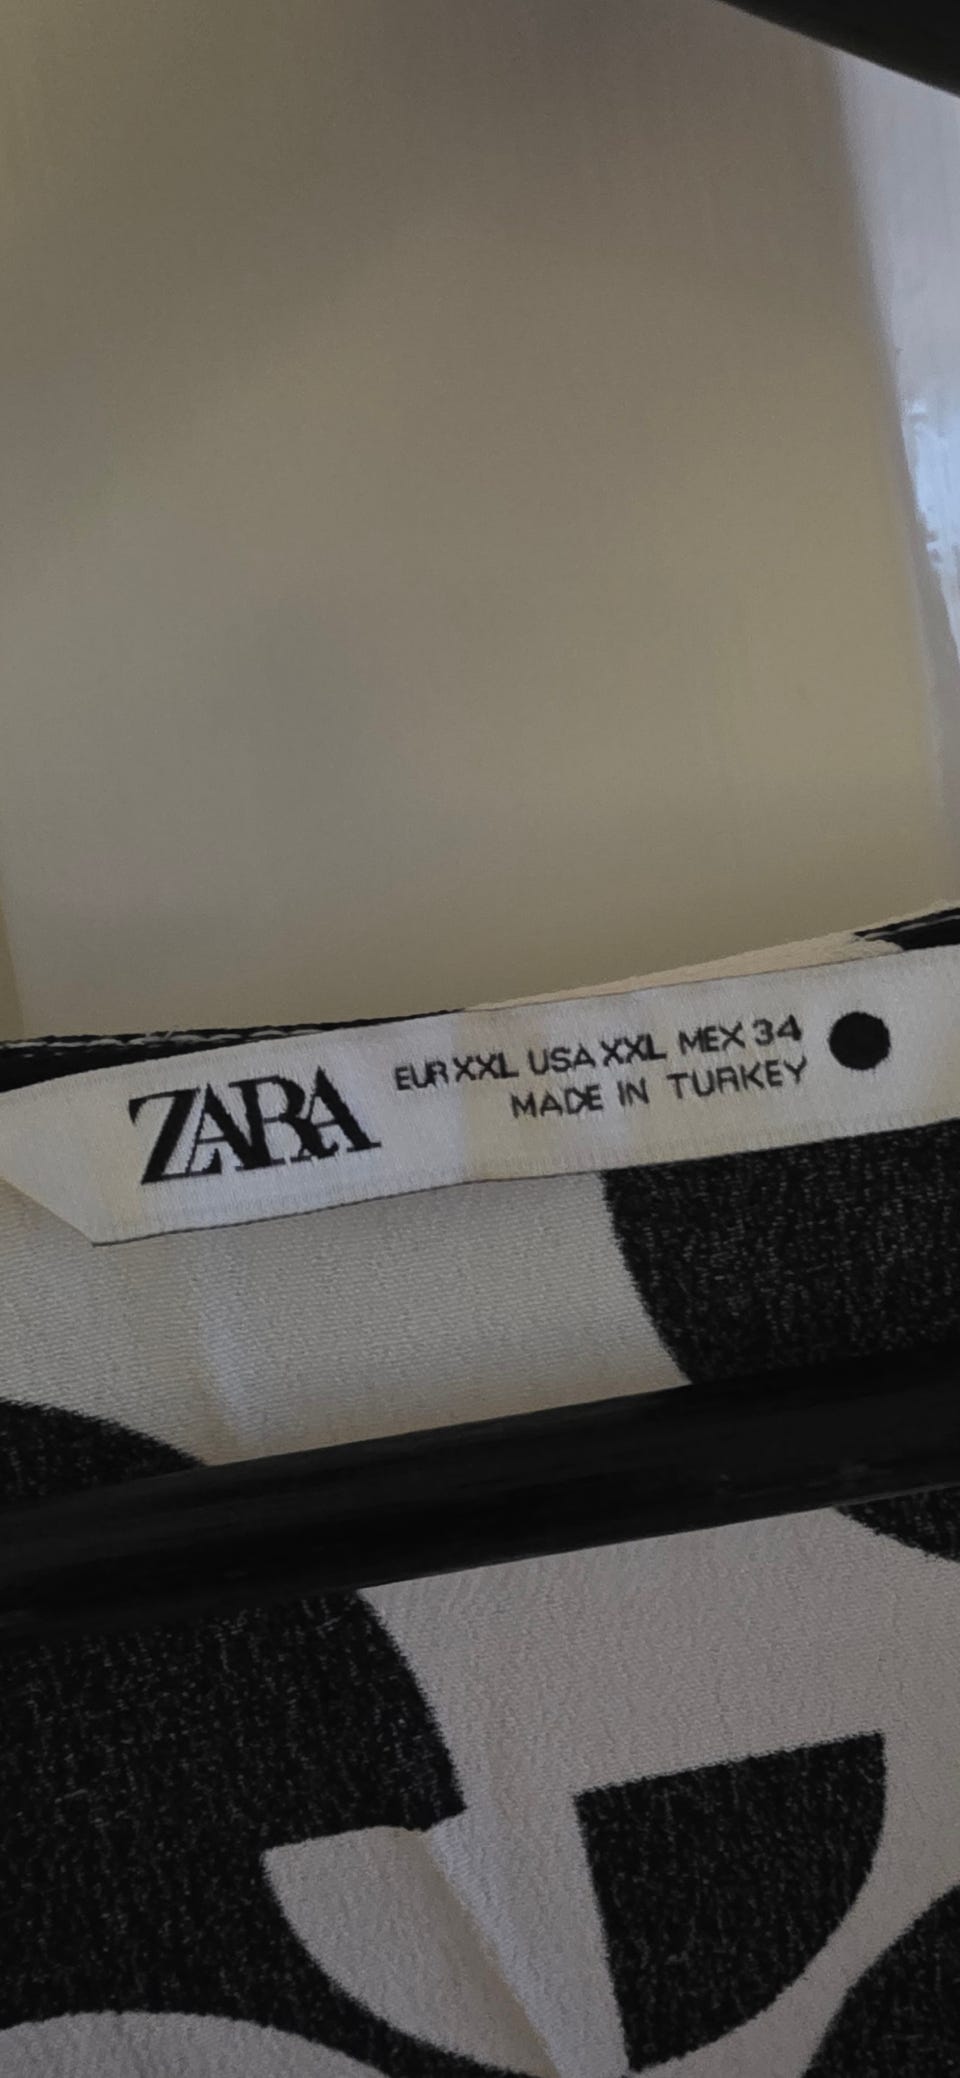 ZARA
EUR XXL USA XXL MEX 34
MADE IN TURKEY